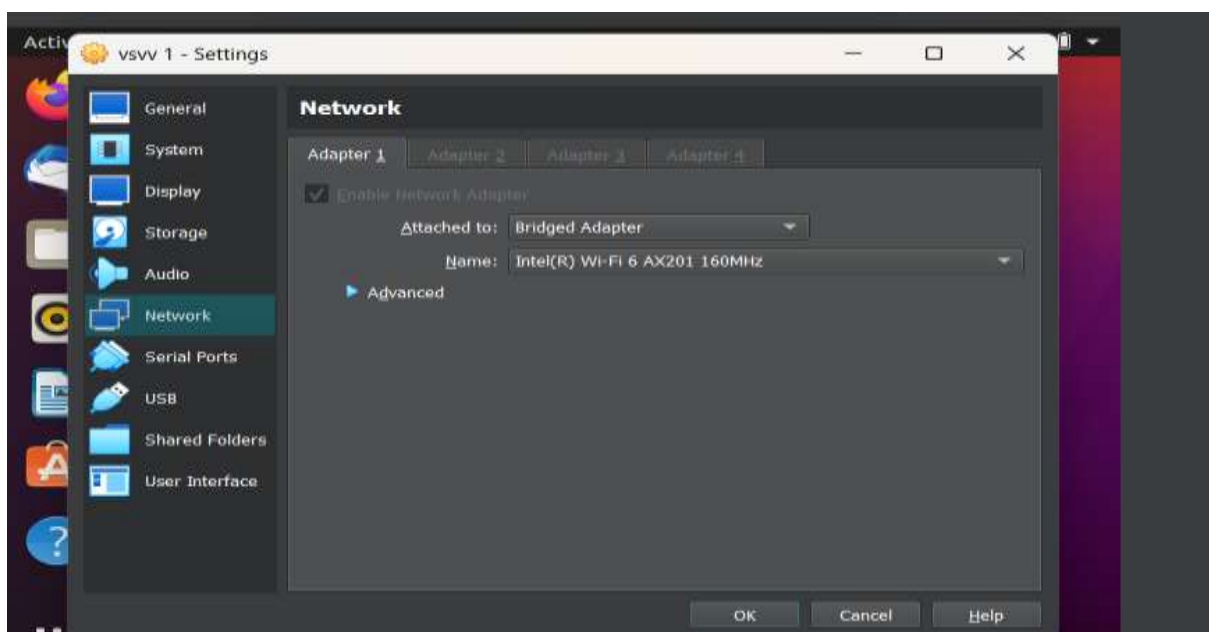 Activ
vsvv 1 - Settings
General
System
Display
Storage
Audio
Network
Serial Ports
USB
Shared Folders
User Interface
Network
Adapter 1 Adapter 2 Adapter 3 Adapter 4
Enable Network Adapter
Attached to: Bridged Adapter
Name: Intel(R) Wi-Fi 6 AX201 160MHz
Advanced
OK Cancel Help